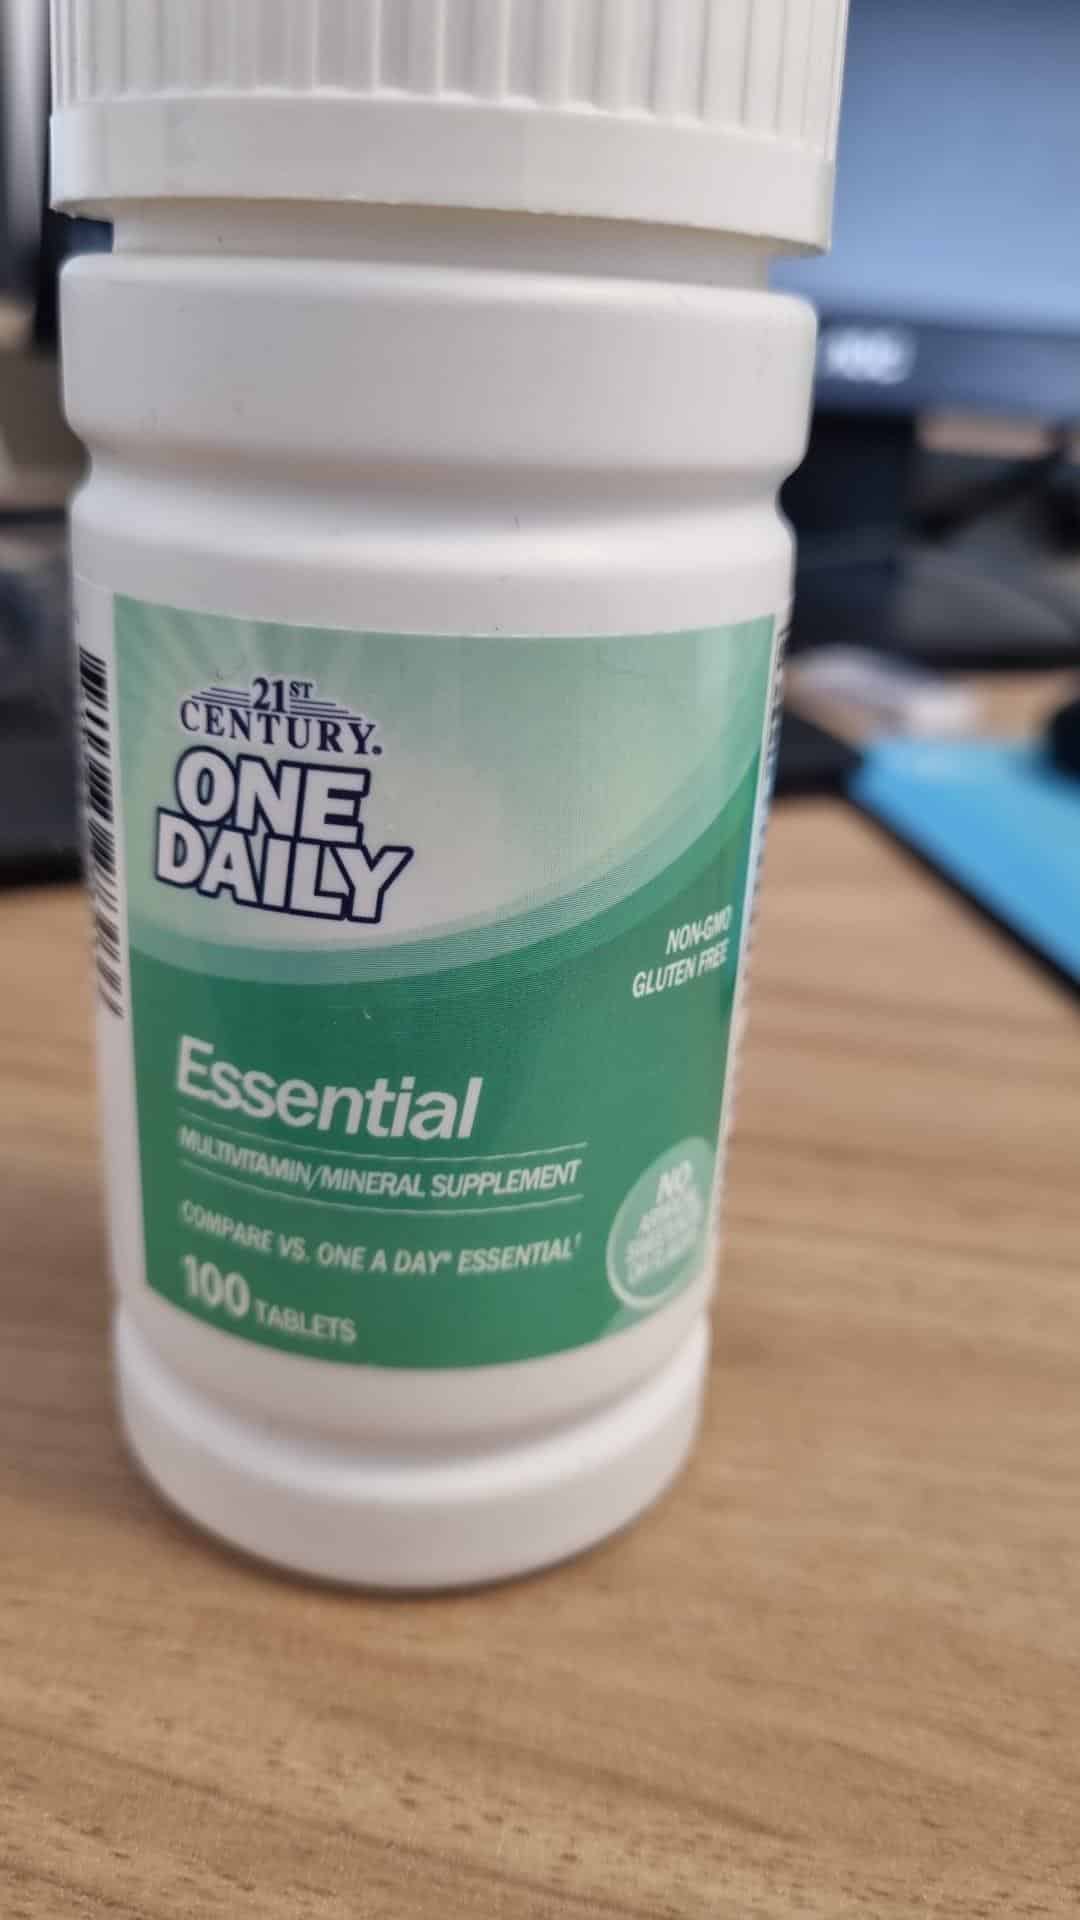 21ST
CENTURY®
ONE
DAILY
NON-GMO
GLUTEN FREE
Essential
MULTIVITAMIN/MINERAL SUPPLEMENT
COMPARE VS. ONE A DAY® ESSENTIAL†
100 TABLETS
NO